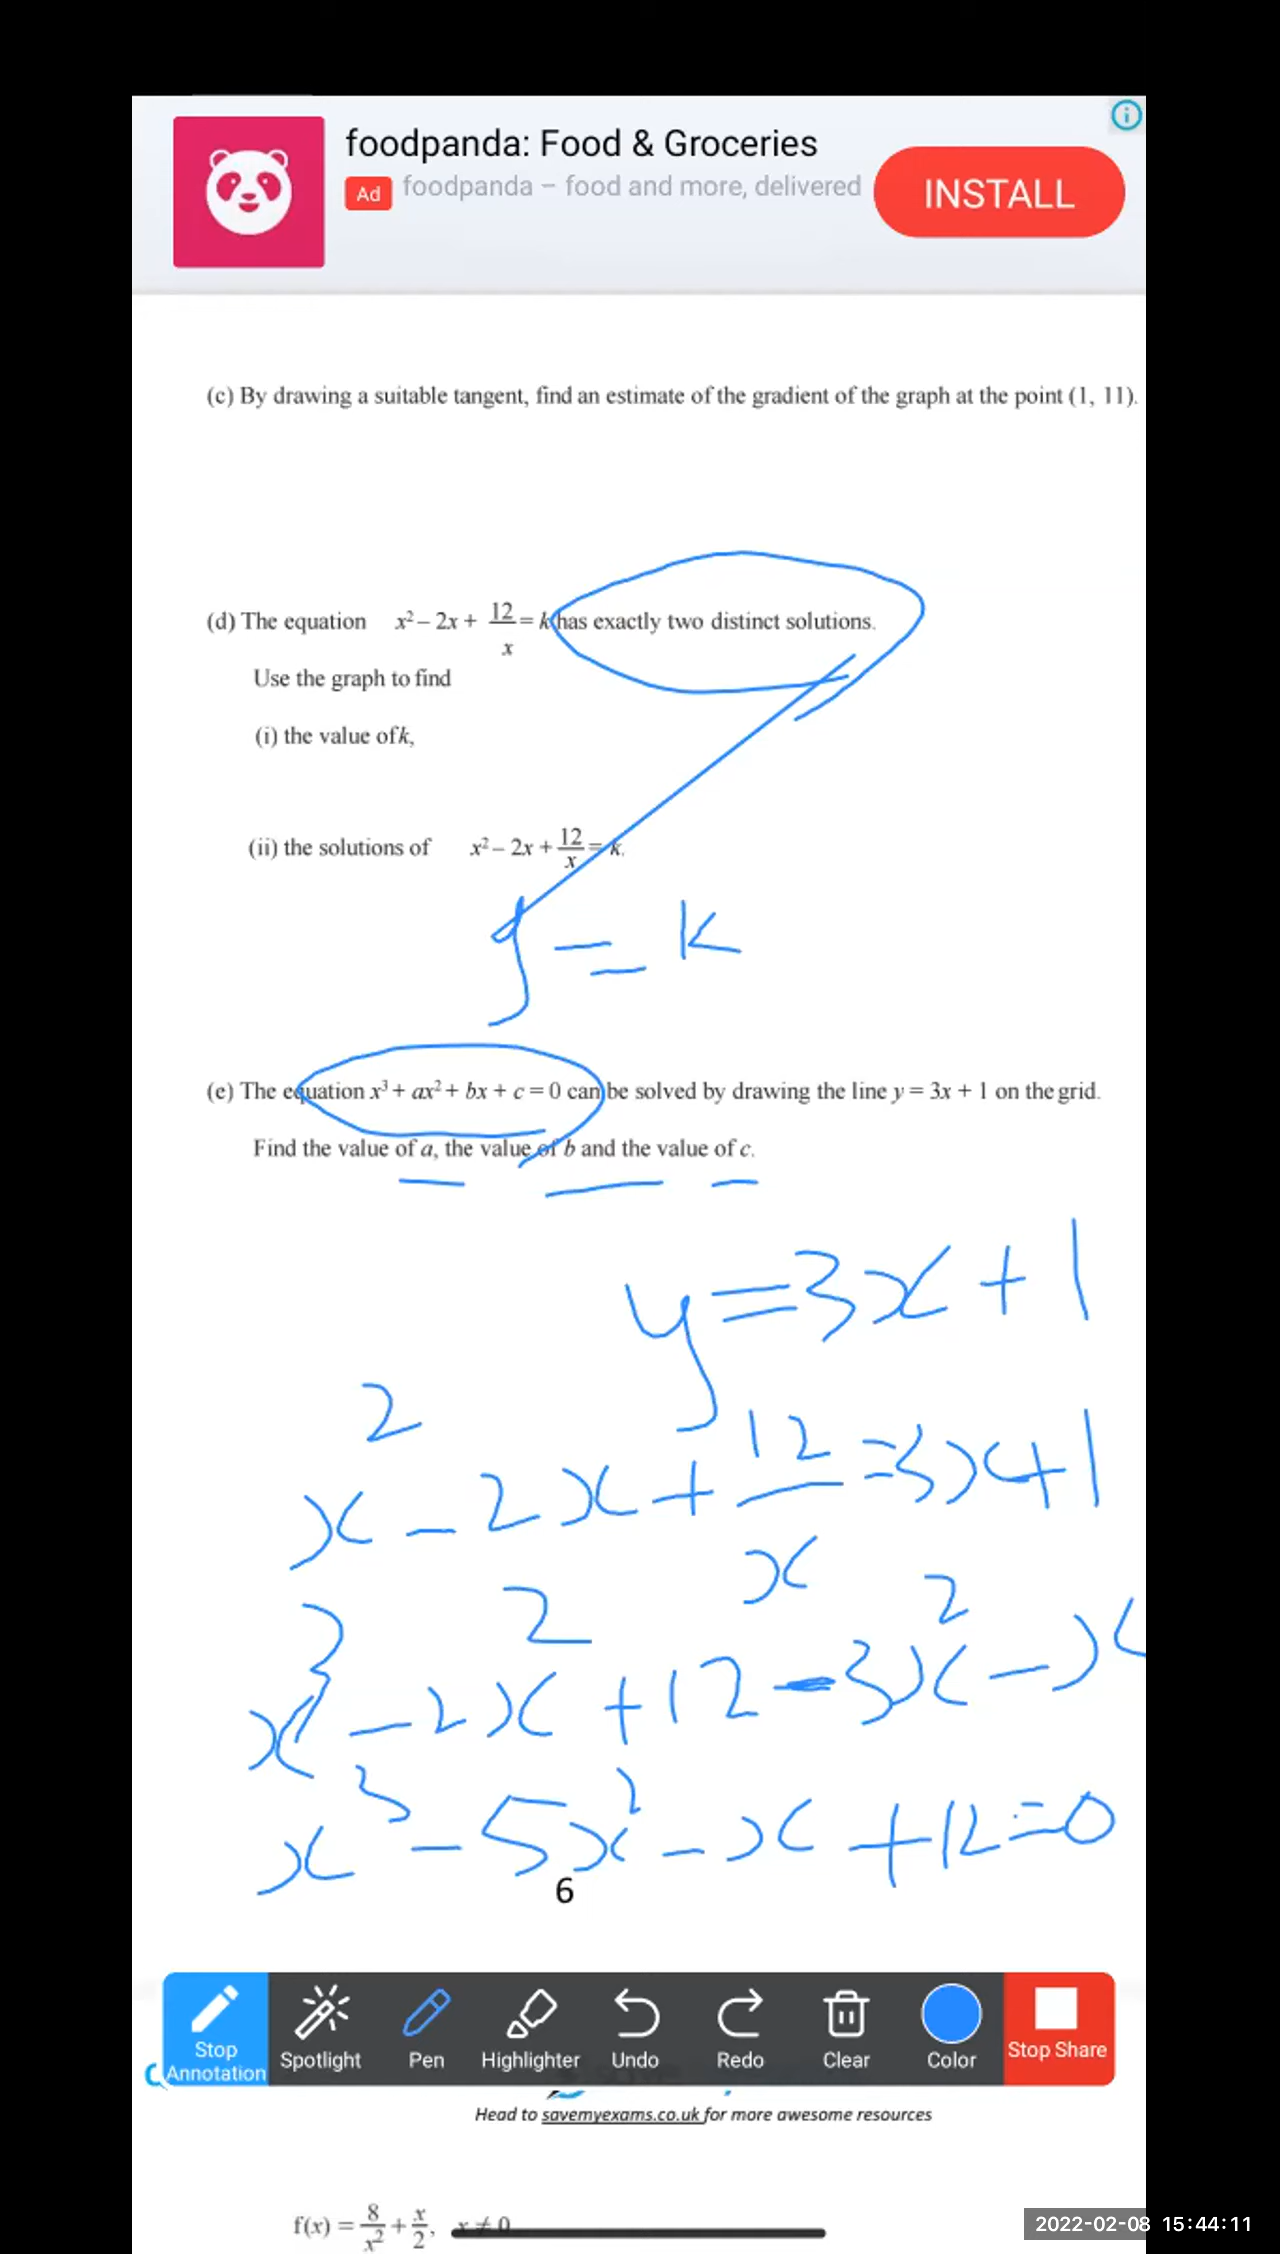 foodpanda: Food & Groceries
Ad foodpanda – food and more, delivered
INSTALL
(c) By drawing a suitable tangent, find an estimate of the gradient of the graph at the point (1, 11).
(d) The equation x² – 2x + 12/x = k has exactly two distinct solutions.
Use the graph to find
(i) the value of k,
(ii) the solutions of x² – 2x + 12/x = k.
y = k
(e) The equation x³ + ax² + bx + c = 0 can be solved by drawing the line y = 3x + 1 on the grid.
Find the value of a, the value of b and the value of c.
y = 3x + 1
x² - 2x + 12/x = 3x + 1
x³ - 2x² + 12 - 3x² - x
x³ - 5x² - x + 12 = 0
6
Stop Annotation Spotlight Pen Highlighter Undo Redo Clear Color Stop Share
Head to savemyexams.co.uk for more awesome resources
f(x) = 8/x² + x/2, x ≠ 0
2022-02-08 15:44:11